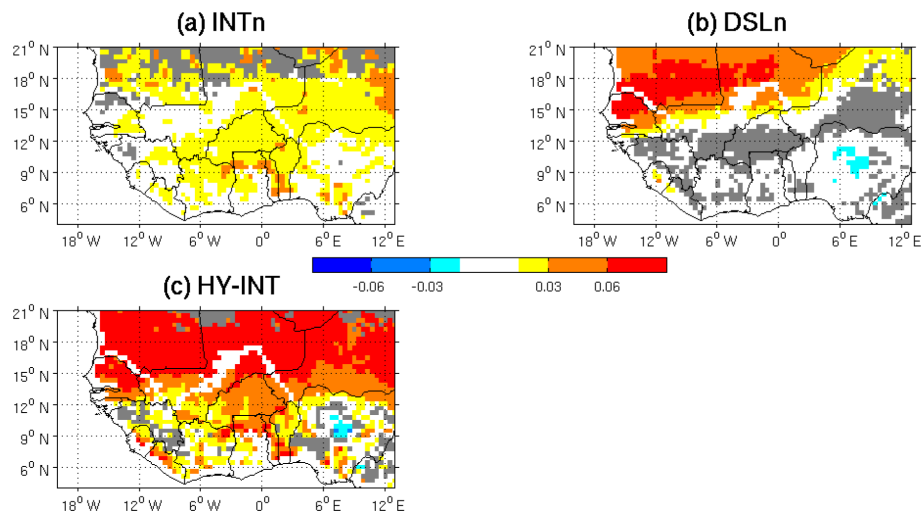 (a) INTn
(b) DSLn
21° N
18° N
15° N
12° N
9° N
6° N
18° W 12° W 6° W 0° 6° E 12° E
21° N
18° N
15° N
12° N
9° N
6° N
18° W 12° W 6° W 0° 6° E 12° E
-0.06 -0.03 0.03 0.06
(c) HY-INT
21° N
18° N
15° N
12° N
9° N
6° N
18° W 12° W 6° W 0° 6° E 12° E